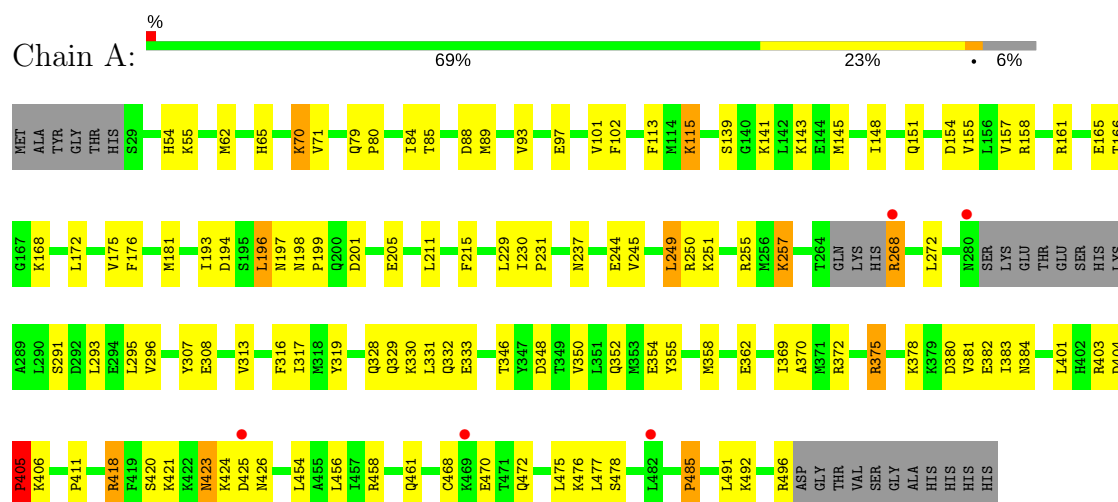 %
Chain A:
69% 23% • 6%
MET ALA TYR GLY THR HIS S29 H54 K55 M62 H65 K70 V71 Q79 P80 I84 T85 D88 M89 V93 E97 V101 F102 F113 M114 K115 S139 G140 K141 L142 K143 E144 M145 I148 Q151 D154 V155 L156 V157 R158 R161 E165 T166
G167 K168 L172 V175 F176 M181 I193 D194 S195 L196 N197 N198 P199 Q200 D201 E205 L211 F215 L229 I230 P231 N237 E244 V245 L249 R250 K251 R255 M256 K257 T264 GLN LYS HIS R268 L272 N280 SER LYS GLU THR GLU SER HIS LYS
A289 L290 S291 D292 L293 E294 L295 V296 Y307 E308 V313 F316 I317 M318 Y319 Q328 Q329 K330 L331 Q332 E333 T346 Y347 D348 T349 V350 L351 Q352 M353 E354 Y355 M358 E362 I369 A370 M371 R372 R375 K378 K379 D380 V381 E382 I383 N384 L401 H402 R403 D404
P405 K406 P411 R418 F419 S420 K421 K422 N423 K424 D425 N426 L454 A455 L456 I457 R458 Q461 C468 K469 E470 T471 Q472 L475 K476 L477 S478 L482 P485 L491 K492 R496 ASP GLY THR VAL SER GLY ALA HIS HIS HIS HIS